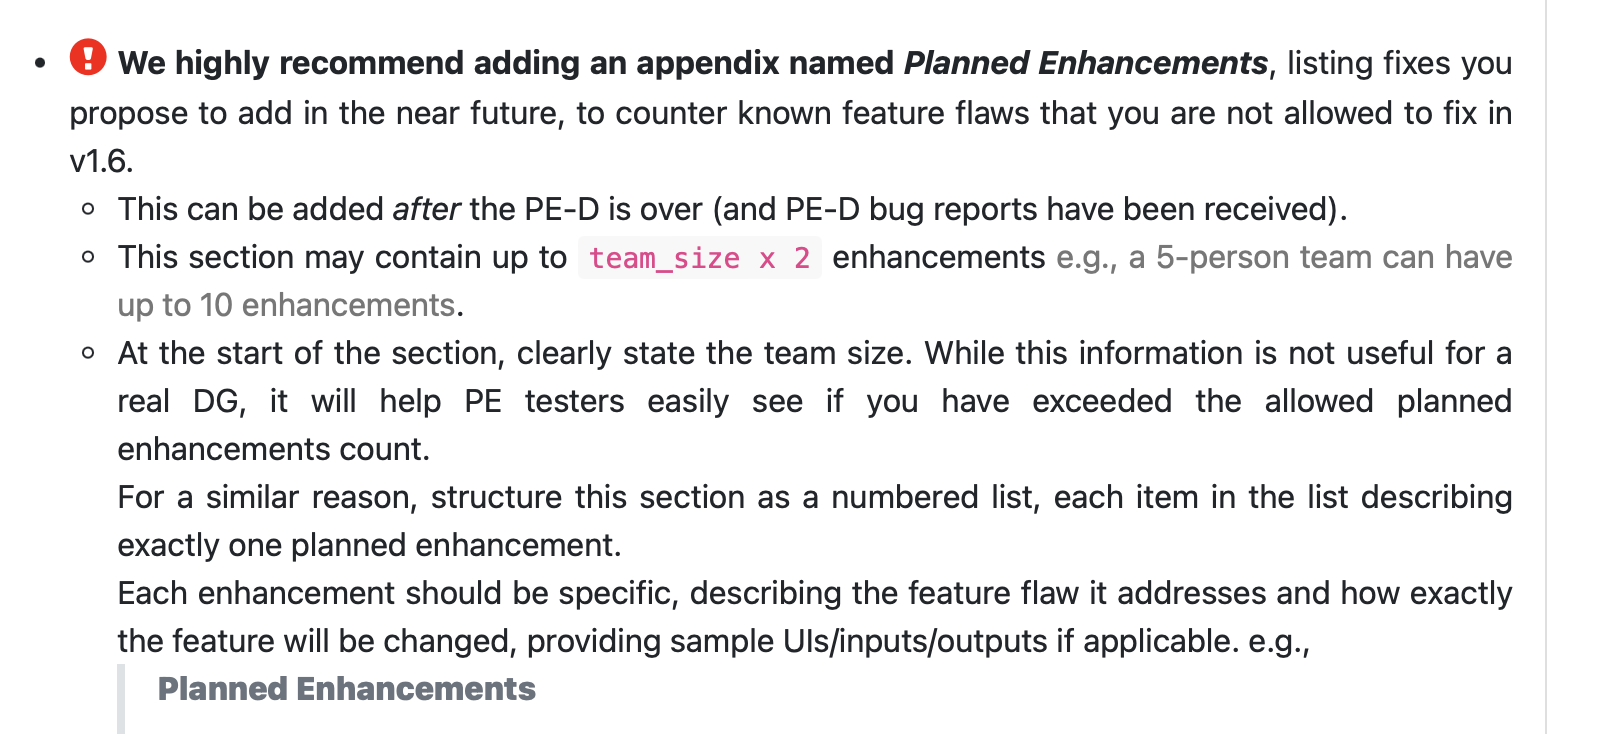 We highly recommend adding an appendix named Planned Enhancements, listing fixes you
propose to add in the near future, to counter known feature flaws that you are not allowed to fix in
v1.6.
This can be added after the PE-D is over (and PE-D bug reports have been received).
This section may contain up to team_size x 2 enhancements e.g., a 5-person team can have
up to 10 enhancements.
At the start of the section, clearly state the team size. While this information is not useful for a
real DG, it will help PE testers easily see if you have exceeded the allowed planned
enhancements count.
For a similar reason, structure this section as a numbered list, each item in the list describing
exactly one planned enhancement.
Each enhancement should be specific, describing the feature flaw it addresses and how exactly
the feature will be changed, providing sample UIs/inputs/outputs if applicable. e.g.,
Planned Enhancements